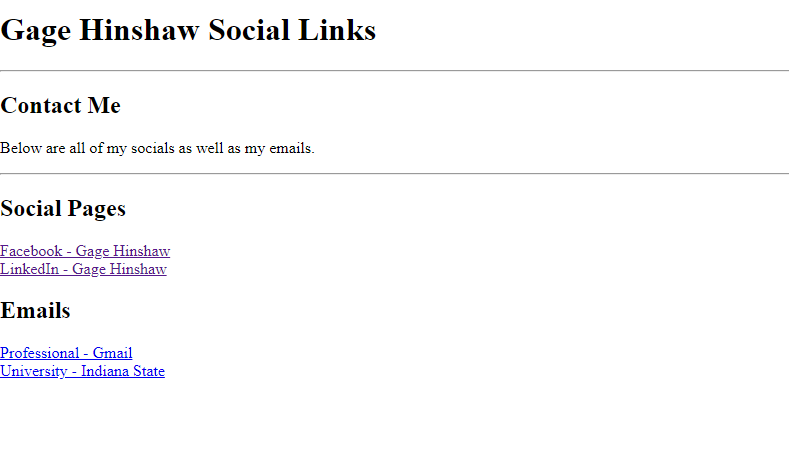 Gage Hinshaw Social Links
Contact Me
Below are all of my socials as well as my emails.
Social Pages
Facebook - Gage Hinshaw
LinkedIn - Gage Hinshaw
Emails
Professional - Gmail
University - Indiana State